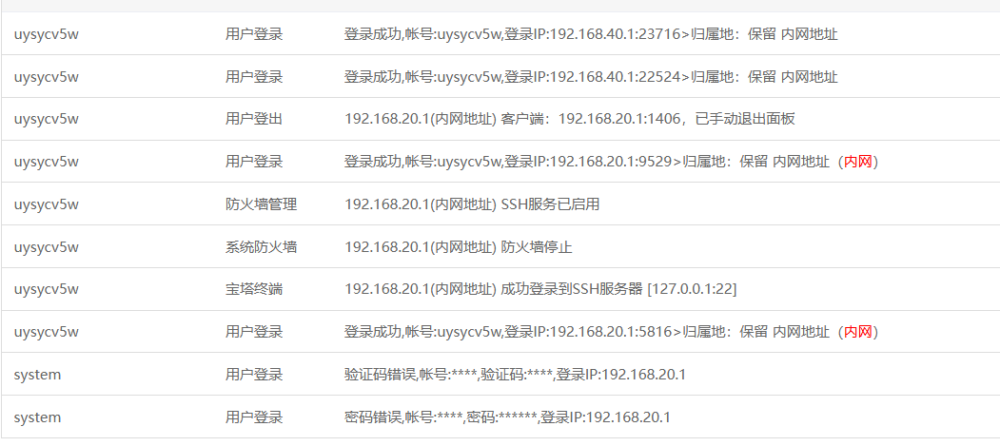 uysycv5w 用户登录 登录成功,帐号:uysycv5w,登录IP:192.168.40.1:23716>归属地：保留 内网地址
uysycv5w 用户登录 登录成功,帐号:uysycv5w,登录IP:192.168.40.1:22524>归属地：保留 内网地址
uysycv5w 用户登出 192.168.20.1(内网地址) 客户端：192.168.20.1:1406，已手动退出面板
uysycv5w 用户登录 登录成功,帐号:uysycv5w,登录IP:192.168.20.1:9529>归属地：保留 内网地址（内网）
uysycv5w 防火墙管理 192.168.20.1(内网地址) SSH服务已启用
uysycv5w 系统防火墙 192.168.20.1(内网地址) 防火墙停止
uysycv5w 宝塔终端 192.168.20.1(内网地址) 成功登录到SSH服务器 [127.0.0.1:22]
uysycv5w 用户登录 登录成功,帐号:uysycv5w,登录IP:192.168.20.1:5816>归属地：保留 内网地址（内网）
system 用户登录 验证码错误,帐号:****,验证码:****,登录IP:192.168.20.1
system 用户登录 密码错误,帐号:****,密码:******,登录IP:192.168.20.1